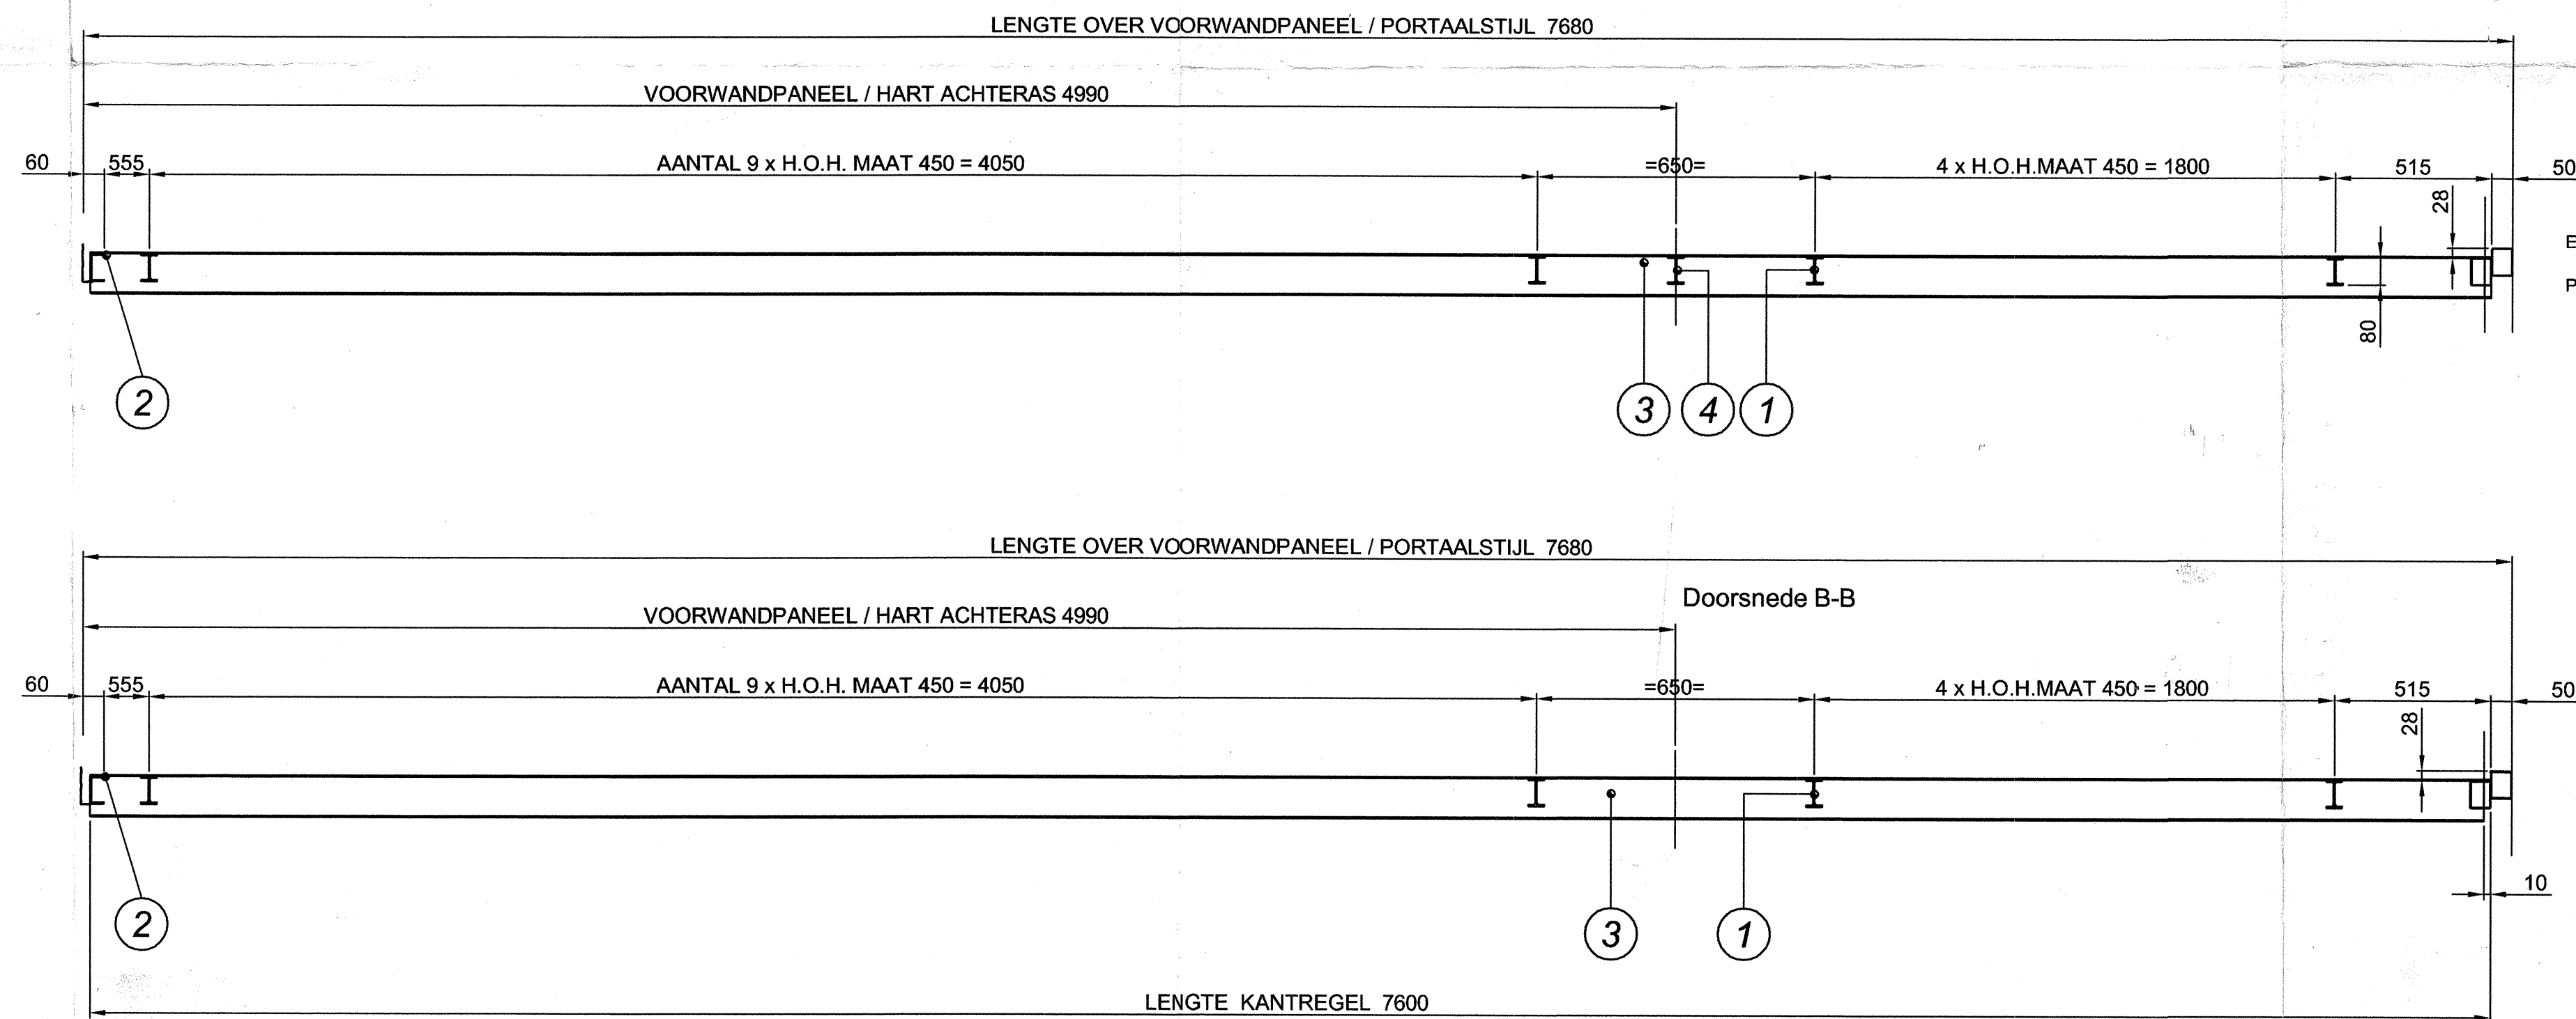 LENGTE OVER VOORWANDPANEEL / PORTAALSTIJL 7680
VOORWANDPANEEL / HART ACHTERAS 4990
60 555 AANTAL 9 x H.O.H. MAAT 450 = 4050 =650= 4 x H.O.H.MAAT 450 = 1800 515 50
28
E
P
80
2 3 4 1
LENGTE OVER VOORWANDPANEEL / PORTAALSTIJL 7680
Doorsnede B-B
VOORWANDPANEEL / HART ACHTERAS 4990
60 555 AANTAL 9 x H.O.H. MAAT 450 = 4050 =650= 4 x H.O.H.MAAT 450 = 1800 515 50
28
10
2 3 1
LENGTE KANTREGEL 7600